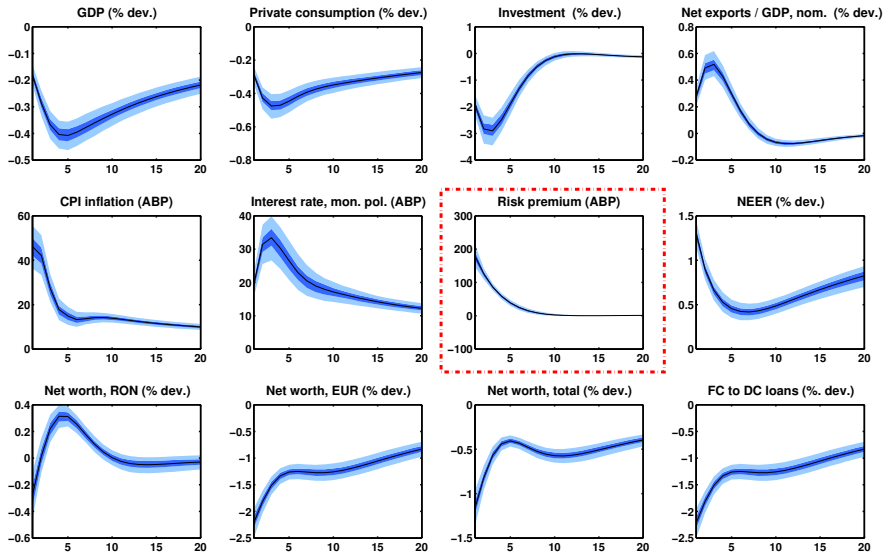 GDP (% dev.)
Private consumption (% dev.)
Investment (% dev.)
Net exports / GDP, nom. (% dev.)
0
−0.1
−0.2
−0.3
−0.4
−0.5
5 10 15 20
0
−0.2
−0.4
−0.6
−0.8
5 10 15 20
1
0
−1
−2
−3
−4
5 10 15 20
0.8
0.6
0.4
0.2
0
−0.2
5 10 15 20
CPI inflation (ABP)
Interest rate, mon. pol. (ABP)
Risk premium (ABP)
NEER (% dev.)
60
40
20
0
5 10 15 20
40
30
20
10
0
5 10 15 20
300
200
100
0
−100
5 10 15 20
1.5
1
0.5
0
5 10 15 20
Net worth, RON (% dev.)
Net worth, EUR (% dev.)
Net worth, total (% dev.)
FC to DC loans (%. dev.)
0.4
0.2
0
−0.2
−0.4
−0.6
5 10 15 20
0
−0.5
−1
−1.5
−2
−2.5
5 10 15 20
0
−0.5
−1
−1.5
5 10 15 20
0
−0.5
−1
−1.5
−2
−2.5
5 10 15 20